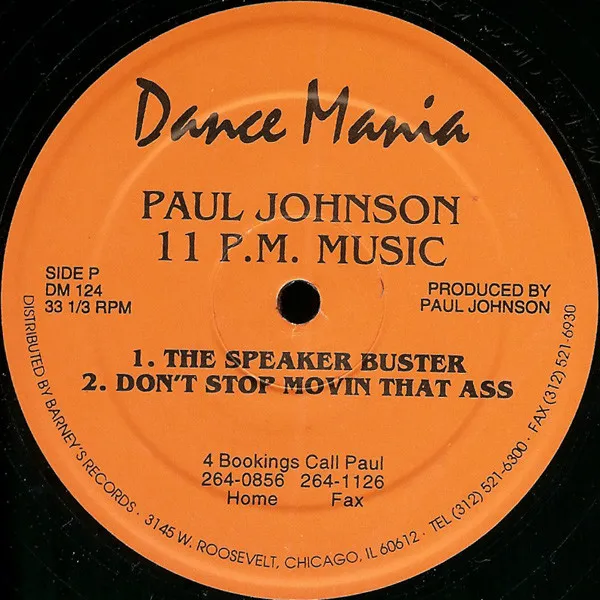 Dance Mania
PAUL JOHNSON
11 P.M. MUSIC
SIDE P
DM 124
33 1/3 RPM
PRODUCED BY
PAUL JOHNSON
1. THE SPEAKER BUSTER
2. DON'T STOP MOVIN THAT ASS
4 Bookings Call Paul
264-0856 264-1126
Home Fax
DISTRIBUTED BY BARNEY'S RECORDS · 3145 W. ROOSEVELT, CHICAGO, IL 60612 · TEL (312) 521-6300 · FAX (312) 521-6930